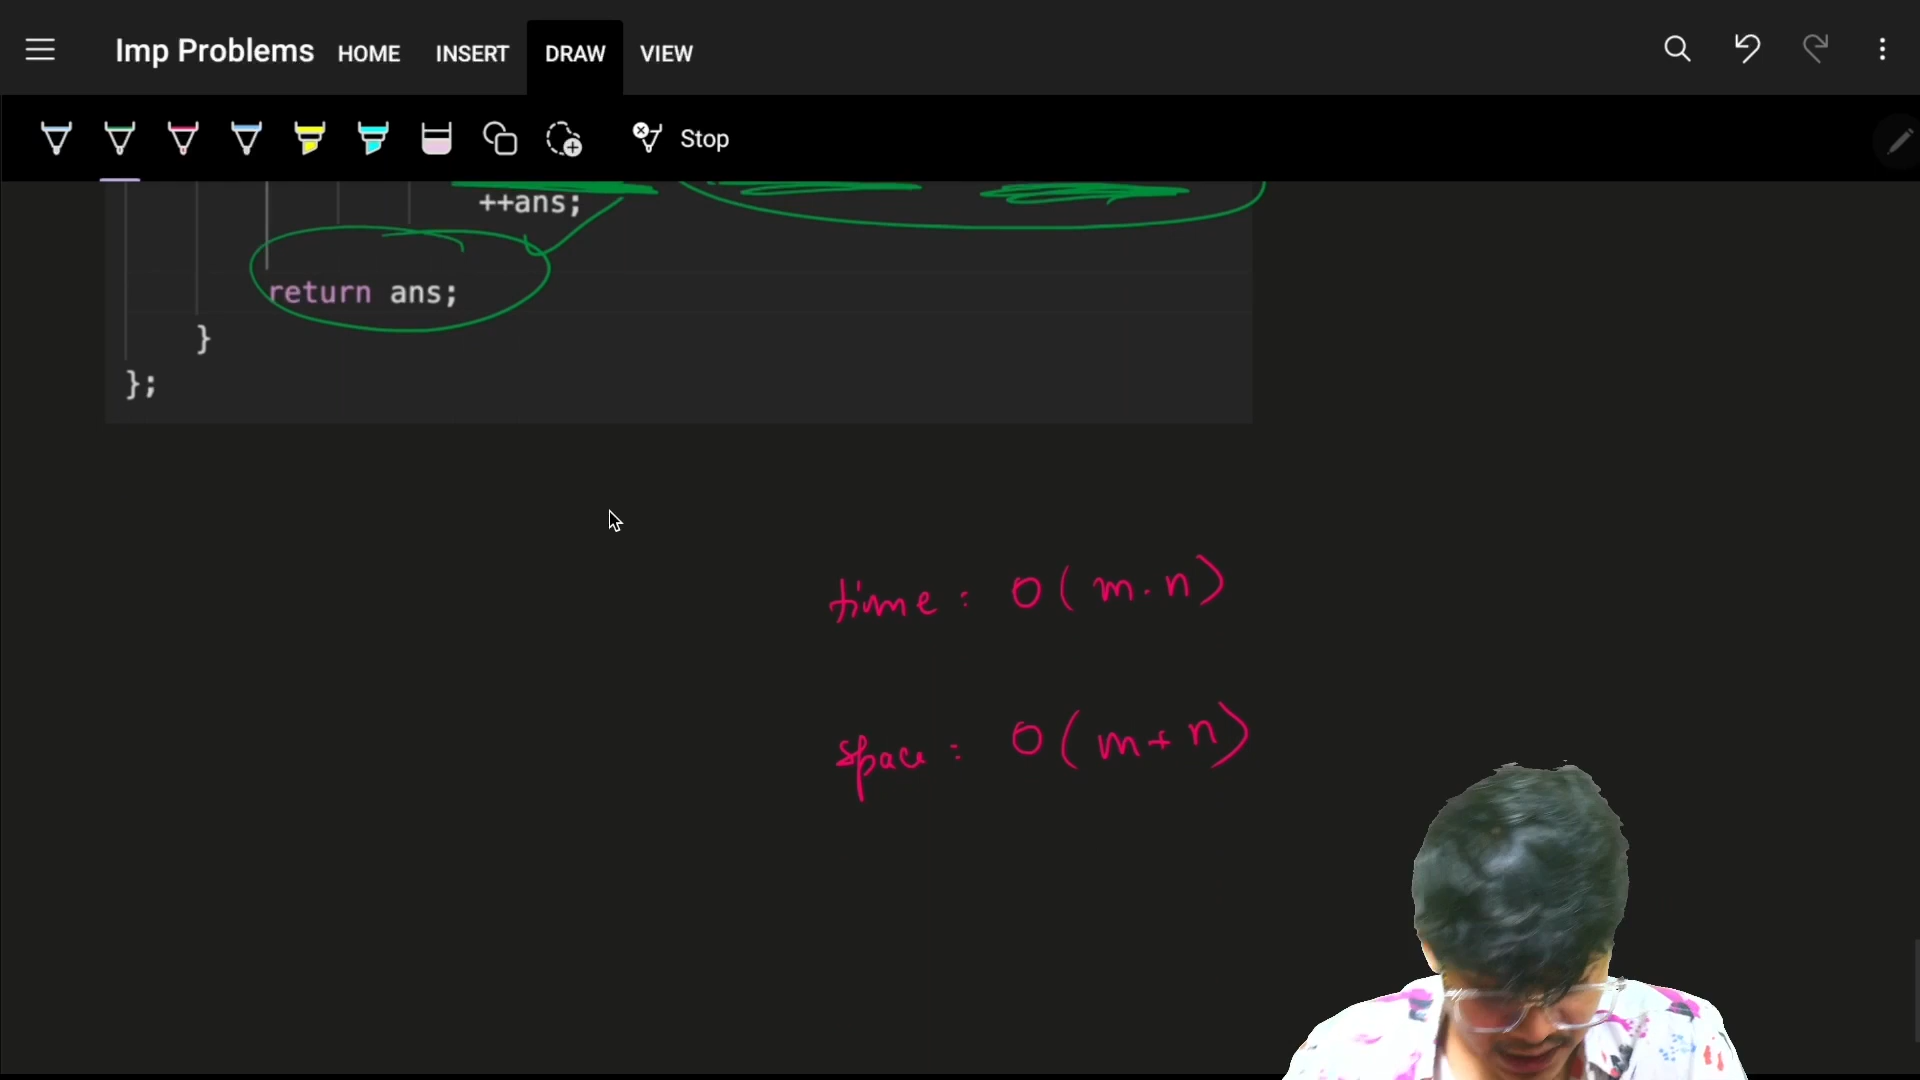 Imp Problems HOME INSERT DRAW VIEW
Stop
++ans;
return ans;
}
};
time : O ( m . n )
space : O ( m + n )